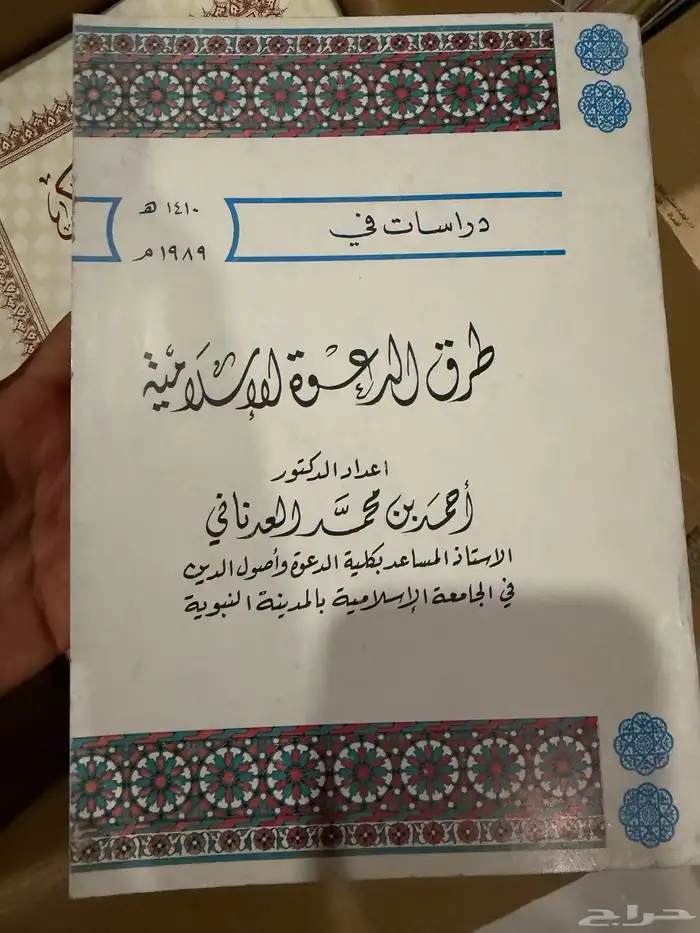 دراسات في
١٤١٠ هـ
١٩٨٩ م
طرق الدعوة الإسلامية
اعداد الدكتور
أحمد بن محمد العدناني
الاستاذ المساعد بكلية الدعوة وأصول الدين
في الجامعة الإسلامية بالمدينة النبوية
حراج